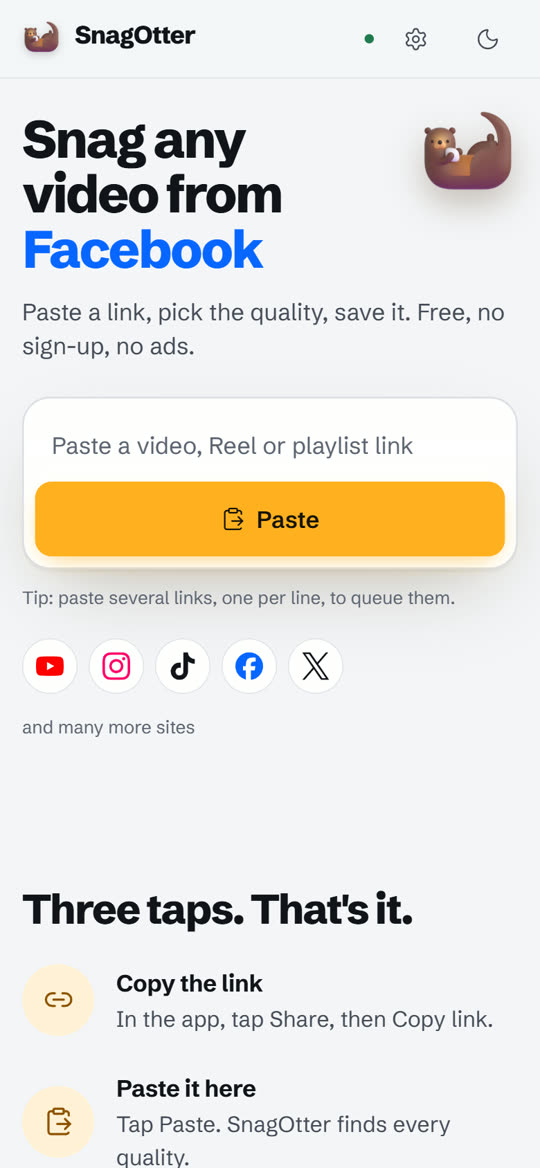 SnagOtter
Snag any
video from
Facebook
Paste a link, pick the quality, save it. Free, no
sign-up, no ads.
Paste a video, Reel or playlist link
Paste
Tip: paste several links, one per line, to queue them.
and many more sites
Three taps. That's it.
Copy the link
In the app, tap Share, then Copy link.
Paste it here
Tap Paste. SnagOtter finds every
quality.